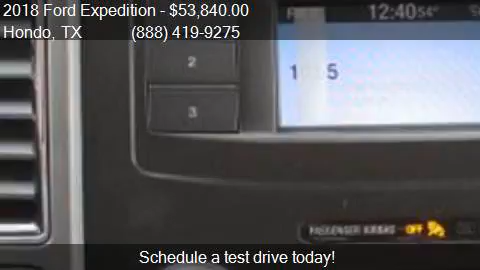 2018 Ford Expedition - $53,840.00
Hondo, TX (888) 419-9275
12:40 54°
2
3
PASSENGER AIRBAG OFF
Schedule a test drive today!